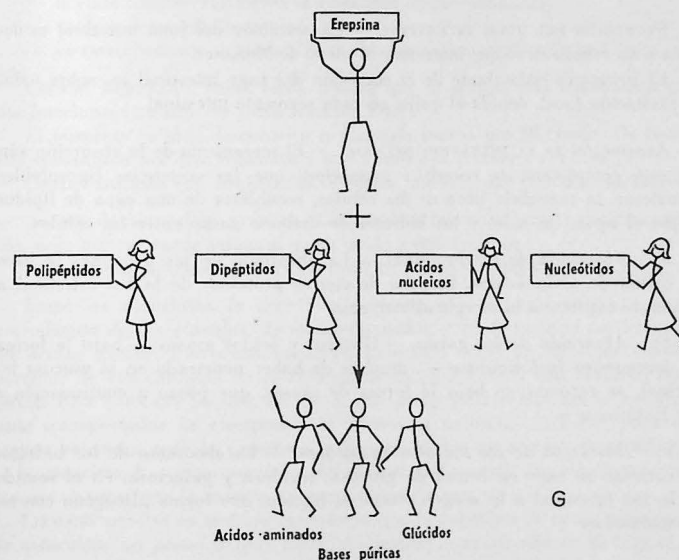 Erepsina
+
Polipéptidos
Dipéptidos
Acidos
nucleicos
Nucleótidos
G
Acidos ·aminados
Glúcidos
Bases púricas